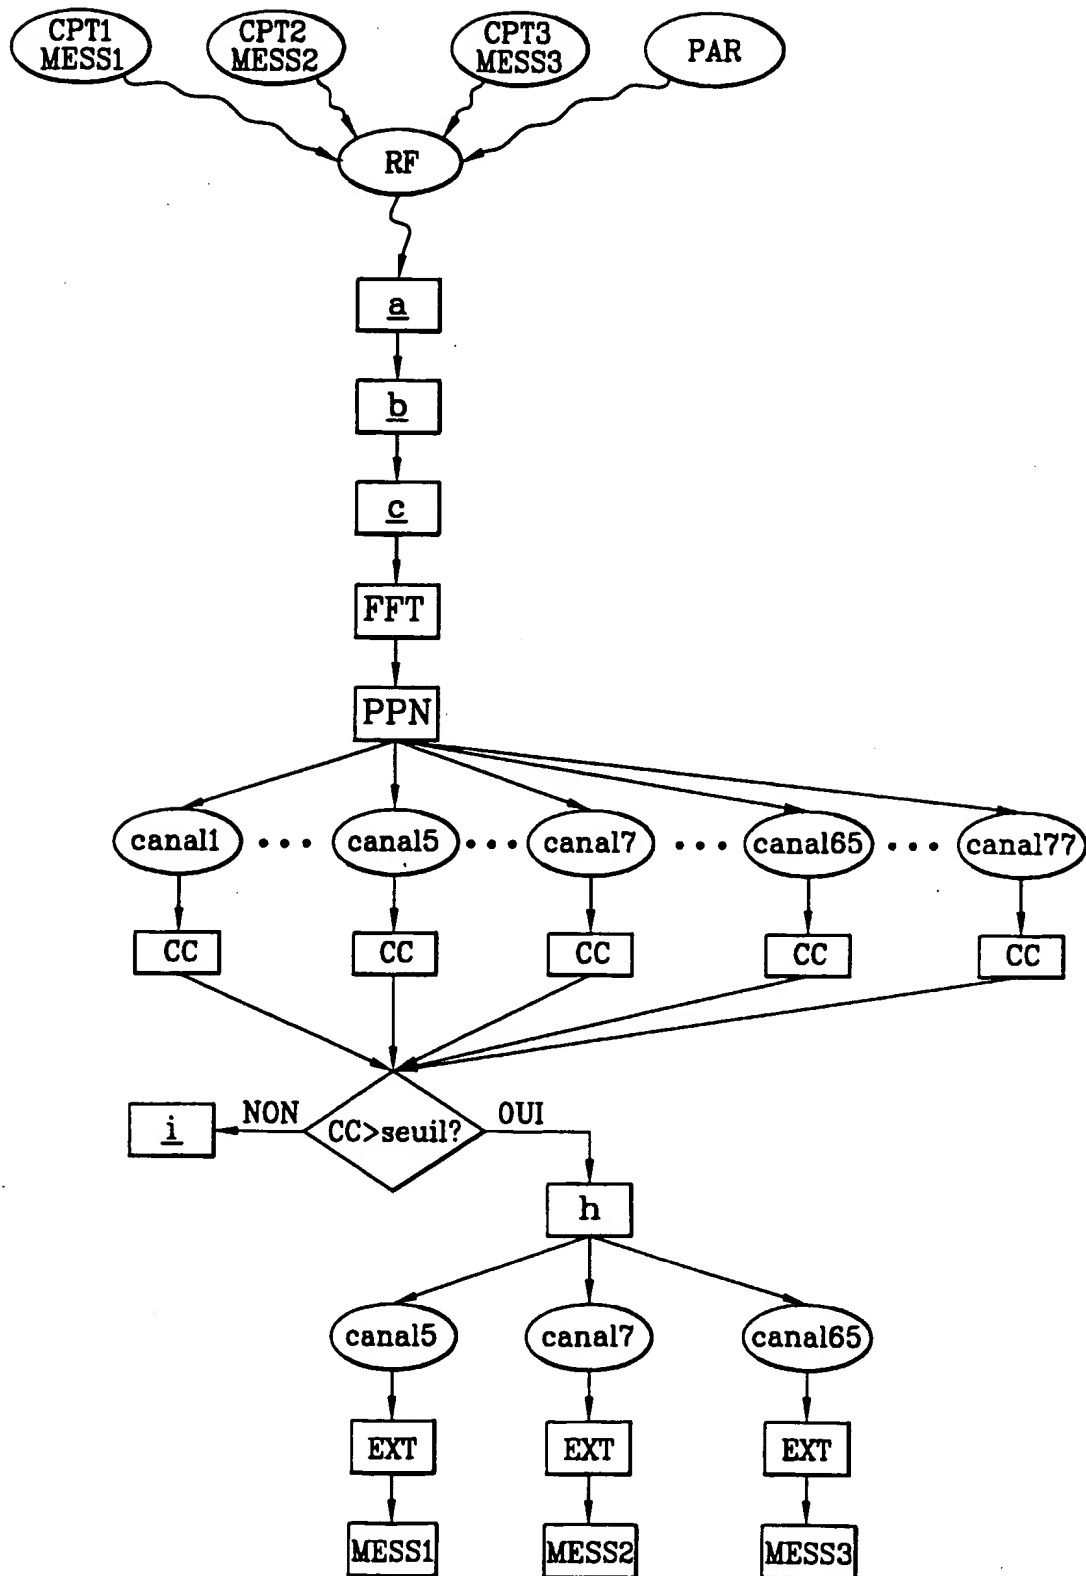 CPT1
MESS1
CPT2
MESS2
CPT3
MESS3
PAR
RF
a
b
c
FFT
PPN
canal1 ••• canal5 ••• canal7 ••• canal65 ••• canal77
CC CC CC CC CC
i NON CC>seuil? OUI
h
canal5 canal7 canal65
EXT EXT EXT
MESS1 MESS2 MESS3